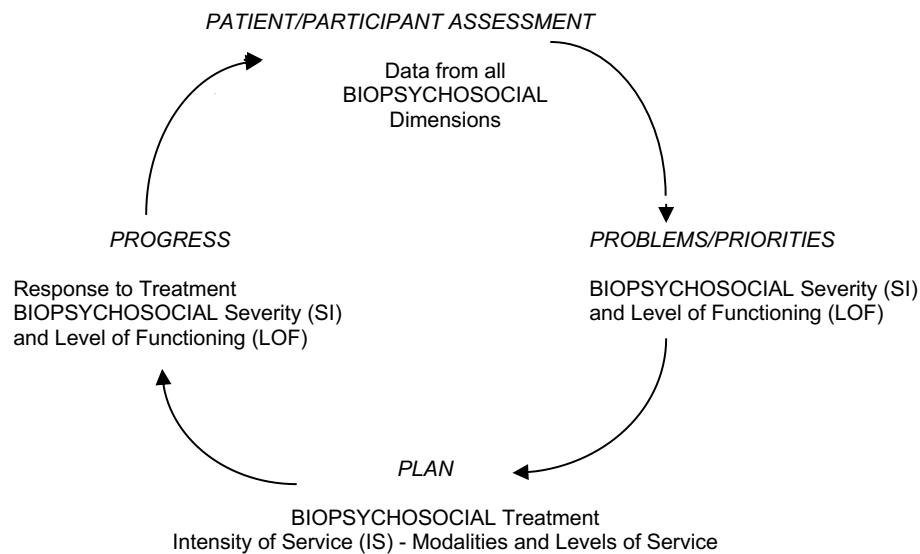 PATIENT/PARTICIPANT ASSESSMENT
Data from all
BIOPSYCHOSOCIAL
Dimensions
PROGRESS
Response to Treatment
BIOPSYCHOSOCIAL Severity (SI)
and Level of Functioning (LOF)
PROBLEMS/PRIORITIES
BIOPSYCHOSOCIAL Severity (SI)
and Level of Functioning (LOF)
PLAN
BIOPSYCHOSOCIAL Treatment
Intensity of Service (IS) - Modalities and Levels of Service